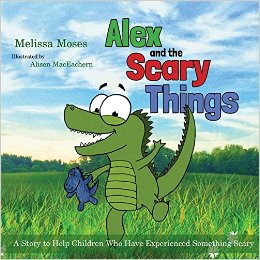 Alex
and the
Scary
Things
Melissa Moses
Illustrated by
Alison MacEachern
A Story to Help Children Who Have Experienced Something Scary